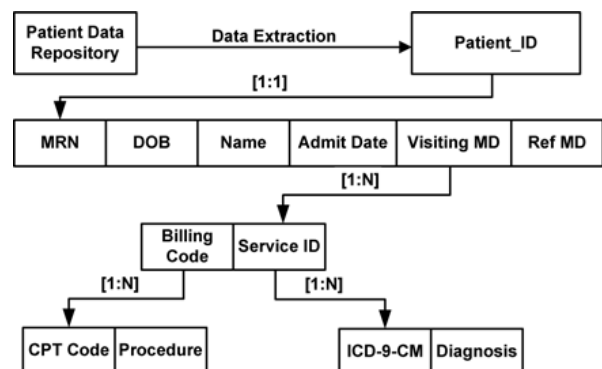 Patient Data
Repository
Data Extraction
Patient_ID
[1:1]
MRN DOB Name Admit Date Visiting MD Ref MD
[1:N]
Billing
Code
Service ID
[1:N] [1:N]
CPT Code Procedure ICD-9-CM Diagnosis